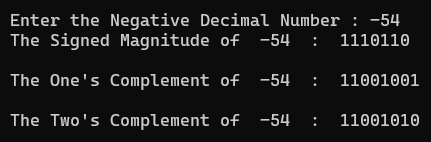 Enter the Negative Decimal Number : -54
The Signed Magnitude of  -54  :  1110110
The One's Complement of  -54  :  11001001
The Two's Complement of  -54  :  11001010